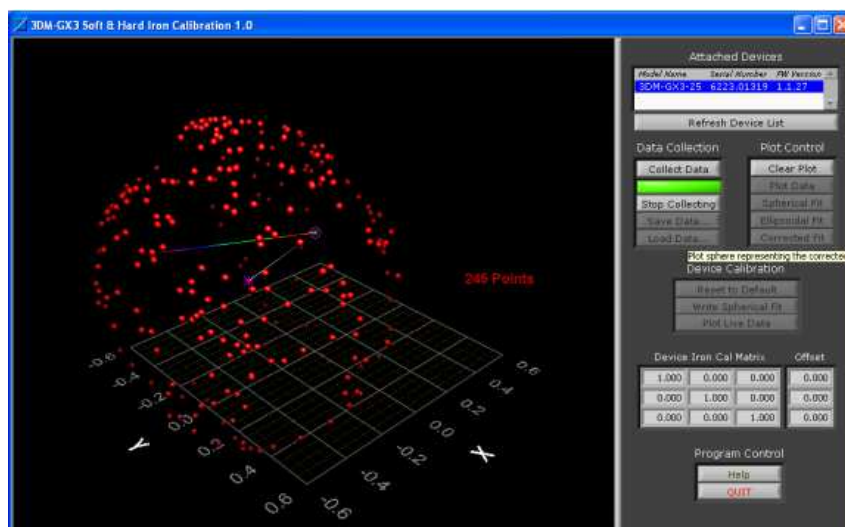 3DM-GX3 Soft & Hard Iron Calibration 1.0
Attached Devices
Model Name Serial Number FW Version
3DM-GX3-25 6223.01319 1.1.27
Refresh Device List
Data Collection Plot Control
Collect Data Clear Plot
Plot Data
Stop Collecting Spherical Fit
Save Data... Ellipsoidal Fit
Load Data... Corrected Fit
Plot sphere representing the corrected
Device Calibration
Reset to Default
Write Spherical Fit
Plot Live Data
Device Iron Cal Matrix Offset
1.000 0.000 0.000 0.000
0.000 1.000 0.000 0.000
0.000 0.000 1.000 0.000
Program Control
Help
QUIT
246 Points
-0.6 -0.4 -0.2 0.0 0.2 0.4 0.6
Y
-0.6 -0.4 -0.2 0.0 0.2 0.4 0.6
X